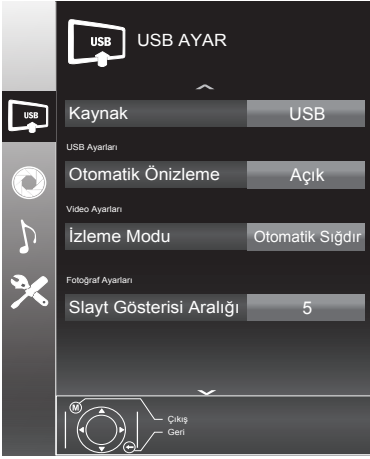 USB
USB AYAR
Kaynak USB
USB
USB Ayarları
Otomatik Önizleme Açık
Video Ayarları
İzleme Modu Otomatik Sığdır
Fotoğraf Ayarları
Slayt Gösterisi Aralığı 5
M
Çıkış
Geri